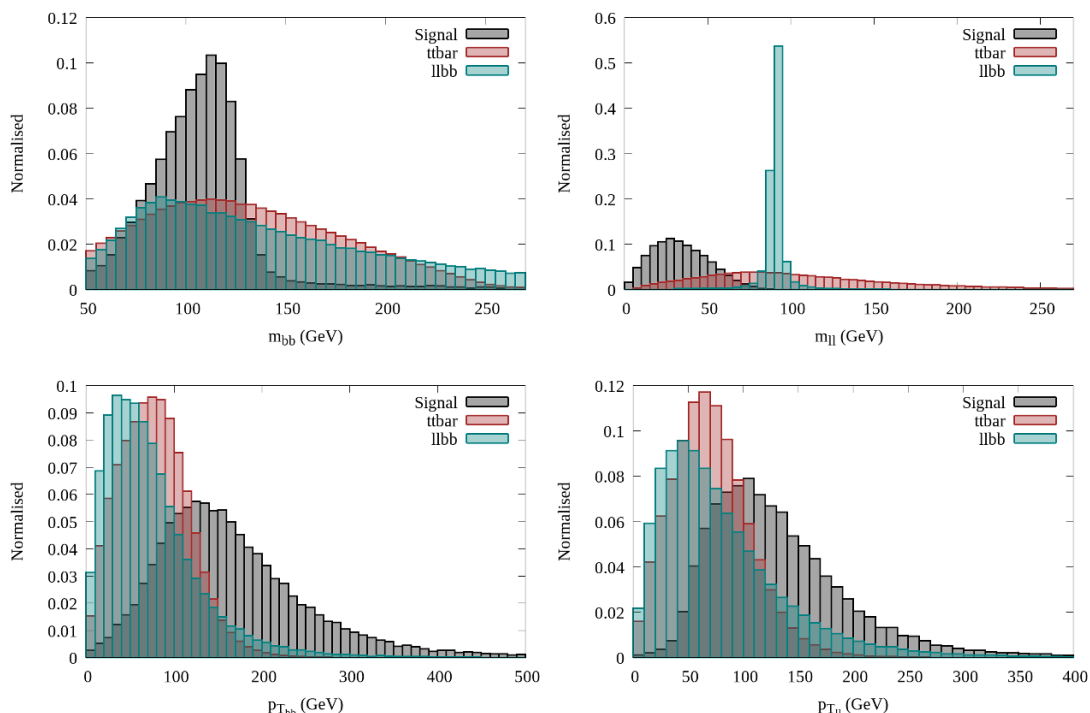 0.12
0.1
0.08
0.06
0.04
0.02
0
50
100
150
200
250
Normalised
m_bb (GeV)
Signal
ttbar
llbb
0.6
0.5
0.4
0.3
0.2
0.1
0
0
50
100
150
200
250
Normalised
m_ll (GeV)
Signal
ttbar
llbb
0.1
0.09
0.08
0.07
0.06
0.05
0.04
0.03
0.02
0.01
0
0
100
200
300
400
500
Normalised
p_T_bb (GeV)
Signal
ttbar
llbb
0.12
0.1
0.08
0.06
0.04
0.02
0
0
50
100
150
200
250
300
350
400
Normalised
p_T_ll (GeV)
Signal
ttbar
llbb